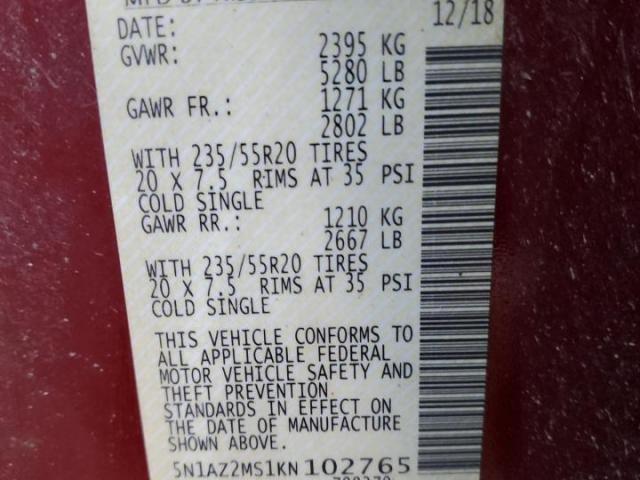 12/18
DATE:
GVWR: 2395 KG
5280 LB
GAWR FR.: 1271 KG
2802 LB
WITH 235/55R20 TIRES
20 X 7.5 RIMS AT 35 PSI
COLD SINGLE
GAWR RR.: 1210 KG
2667 LB
WITH 235/55R20 TIRES
20 X 7.5 RIMS AT 35 PSI
COLD SINGLE
THIS VEHICLE CONFORMS TO
ALL APPLICABLE FEDERAL
MOTOR VEHICLE SAFETY AND
THEFT PREVENTION
STANDARDS IN EFFECT ON
THE DATE OF MANUFACTURE
SHOWN ABOVE.
5N1AZ2MS1KN102765